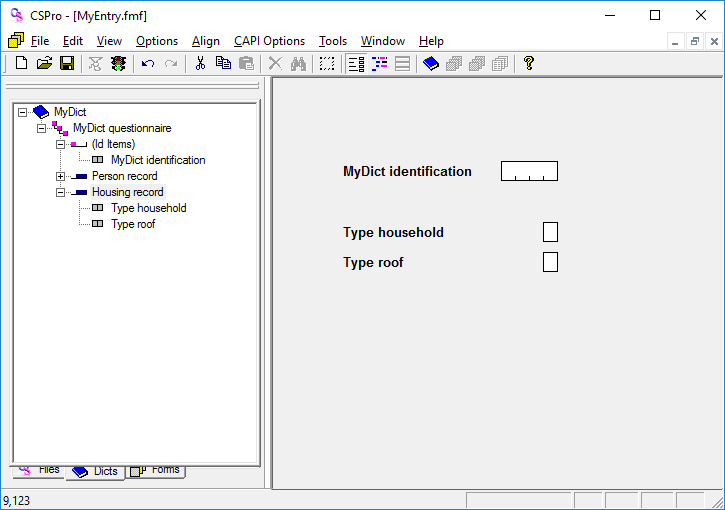 CSPro - [MyEntry.fmf]
File Edit View Options Align CAPI Options Tools Window Help
MyDict
MyDict questionnaire
(Id Items)
MyDict identification
Person record
Housing record
Type household
Type roof
MyDict identification
Type household
Type roof
Files Dicts Forms
9,123